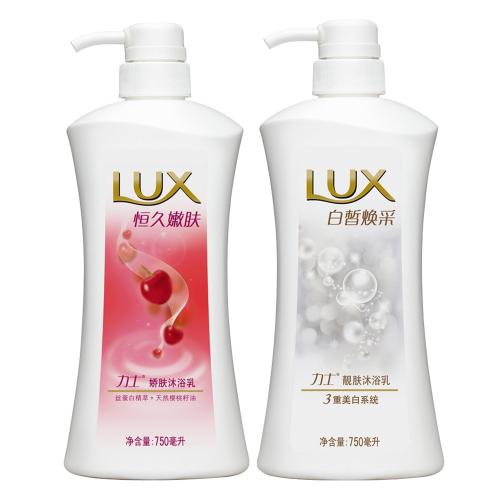 LUX
恒久嫩肤
力士® 娇肤沐浴乳
丝蛋白精萃+天然樱桃籽油
净含量:750毫升
LUX
白皙焕采
力士® 靓肤沐浴乳
3重美白系统
净含量:750毫升